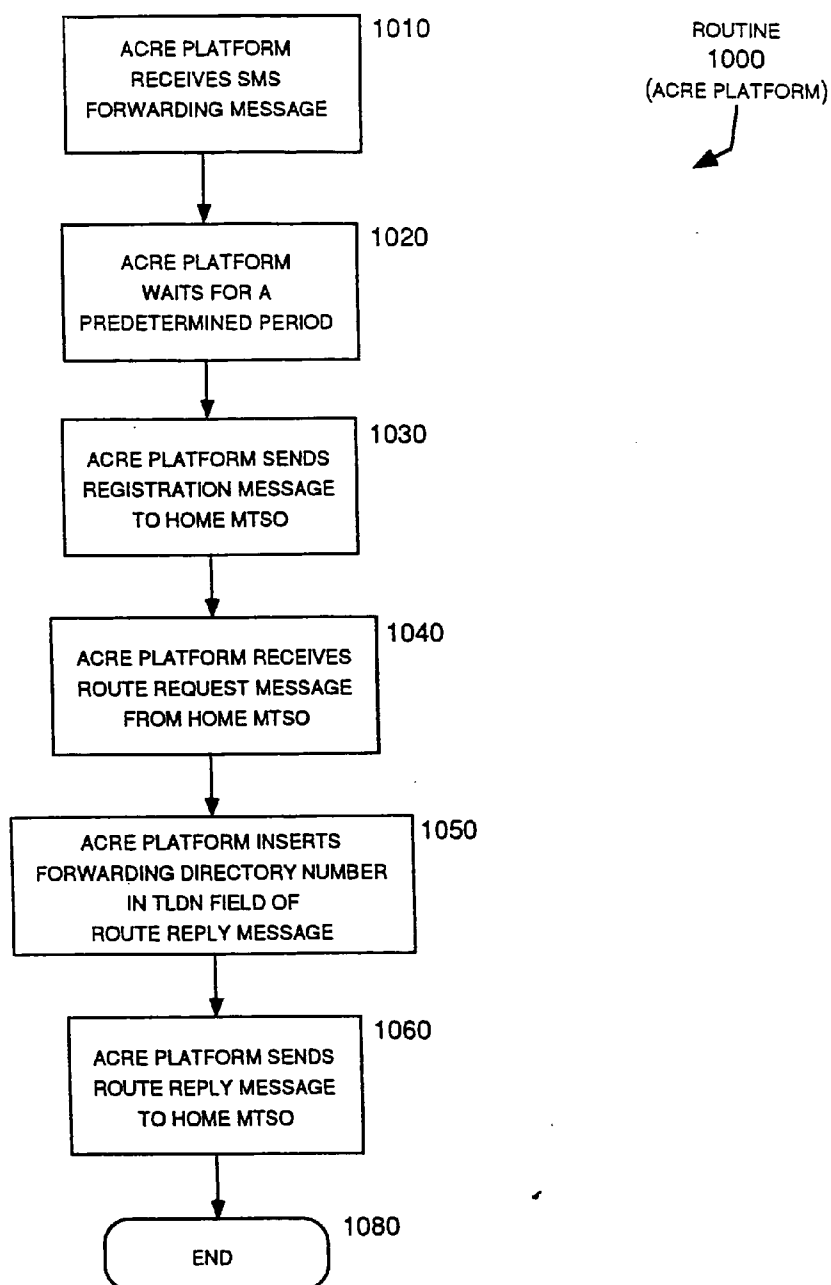 ROUTINE
1000
(ACRE PLATFORM)
1010
ACRE PLATFORM
RECEIVES SMS
FORWARDING MESSAGE
1020
ACRE PLATFORM
WAITS FOR A
PREDETERMINED PERIOD
1030
ACRE PLATFORM SENDS
REGISTRATION MESSAGE
TO HOME MTSO
1040
ACRE PLATFORM RECEIVES
ROUTE REQUEST MESSAGE
FROM HOME MTSO
1050
ACRE PLATFORM INSERTS
FORWARDING DIRECTORY NUMBER
IN TLDN FIELD OF
ROUTE REPLY MESSAGE
1060
ACRE PLATFORM SENDS
ROUTE REPLY MESSAGE
TO HOME MTSO
1080
END